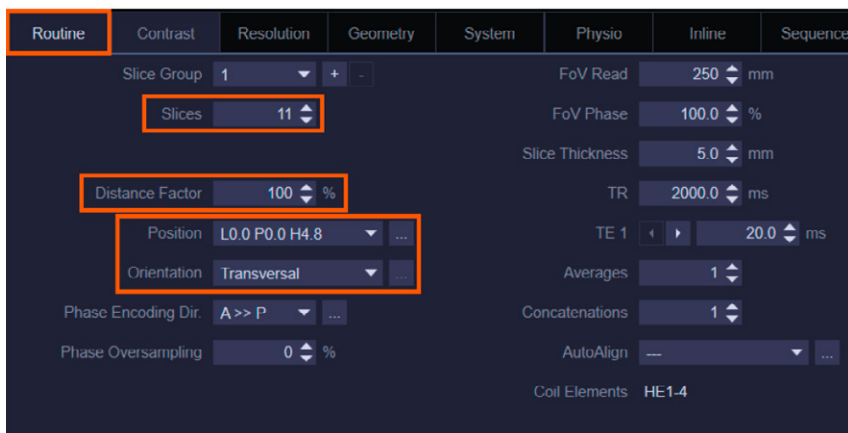 Routine Contrast Resolution Geometry System Physio Inline Sequence
Slice Group 1 + - FoV Read 250 mm
Slices 11 FoV Phase 100.0 %
Slice Thickness 5.0 mm
Distance Factor 100 % TR 2000.0 ms
Position L0.0 P0.0 H4.8 ... TE 1 20.0 ms
Orientation Transversal ... Averages 1
Phase Encoding Dir. A >> P ... Concatenations 1
Phase Oversampling 0 % AutoAlign --- ...
Coil Elements HE1-4